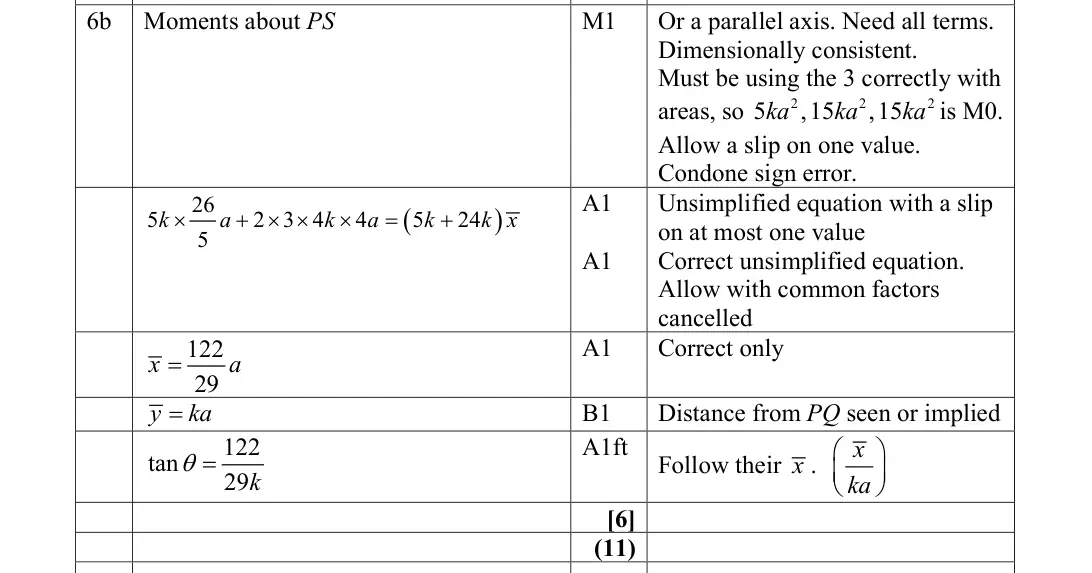 6b Moments about PS M1 Or a parallel axis. Need all terms.
Dimensionally consistent.
Must be using the 3 correctly with
areas, so 5ka², 15ka², 15ka² is M0.
Allow a slip on one value.
Condone sign error.
5k × 26/5 a + 2 × 3 × 4k × 4a = (5k + 24k) x̅ A1 Unsimplified equation with a slip
on at most one value
A1 Correct unsimplified equation.
Allow with common factors
cancelled
x̅ = 122/29 a A1 Correct only
y̅ = ka B1 Distance from PQ seen or implied
tan θ = 122/29k A1ft Follow their x̅ . (x̅/ka)
[6]
(11)